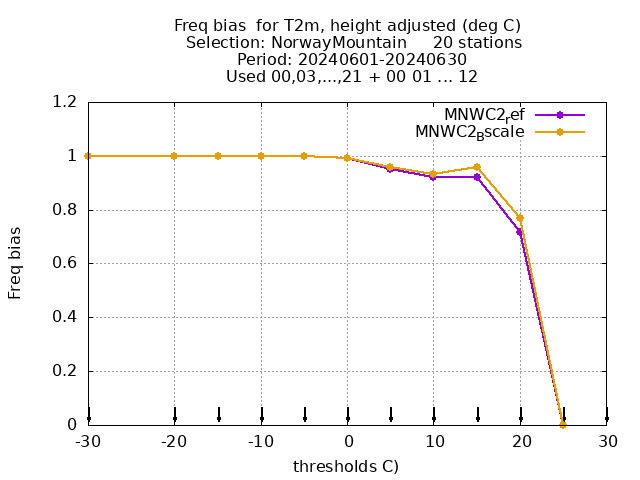 Freq bias  for T2m, height adjusted (deg C)
Selection: NorwayMountain     20 stations
Period: 20240601-20240630
Used 00,03,...,21 + 00 01 ... 12
MNWC2ref
MNWC2Bscale
1.2
1
0.8
0.6
0.4
0.2
0
Freq bias
-30 -20 -10 0 10 20 30
thresholds C)